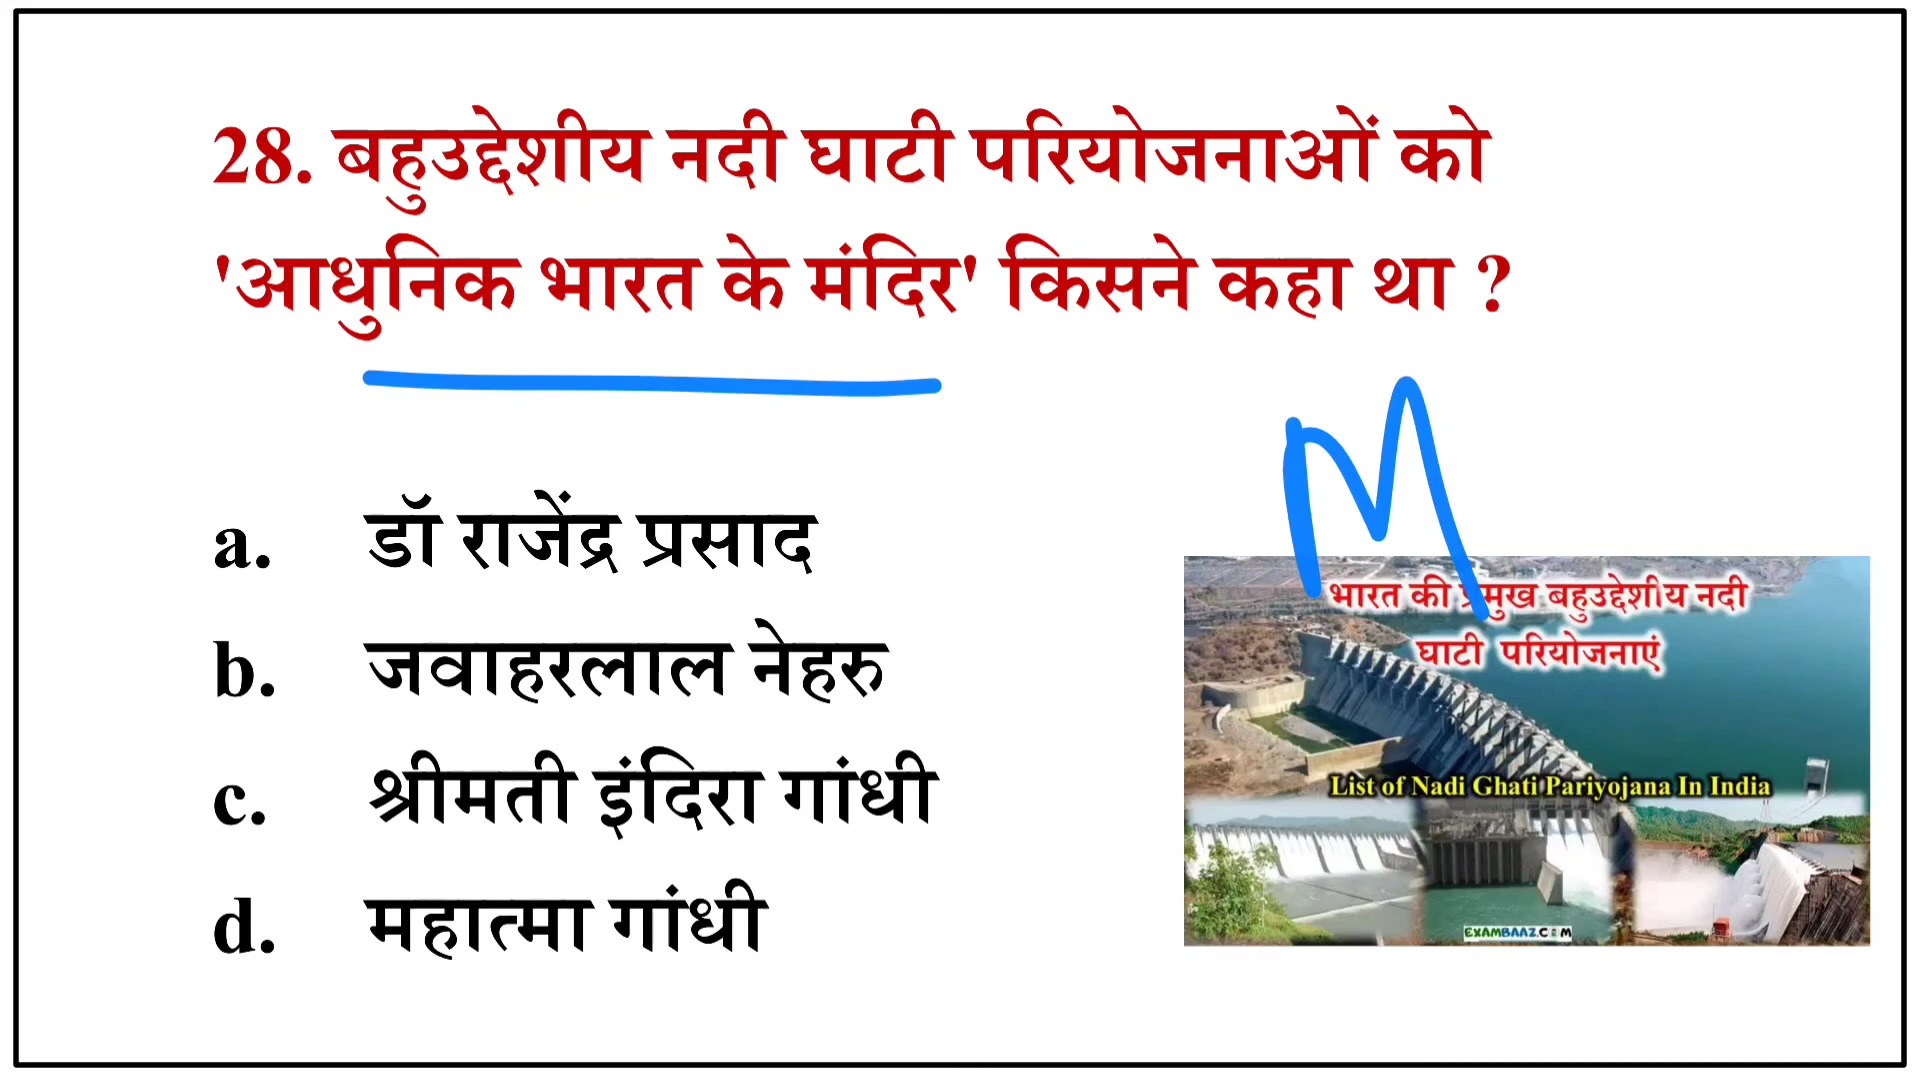 28. बहुउद्देशीय नदी घाटी परियोजनाओं को
'आधुनिक भारत के मंदिर' किसने कहा था ?
M
a. डॉ राजेंद्र प्रसाद
b. जवाहरलाल नेहरु
c. श्रीमती इंदिरा गांधी
d. महात्मा गांधी
भारत की प्रमुख बहुउद्देशीय नदी
घाटी परियोजनाएं
List of Nadi Ghati Pariyojana In India
EXAMBAAZ.COM